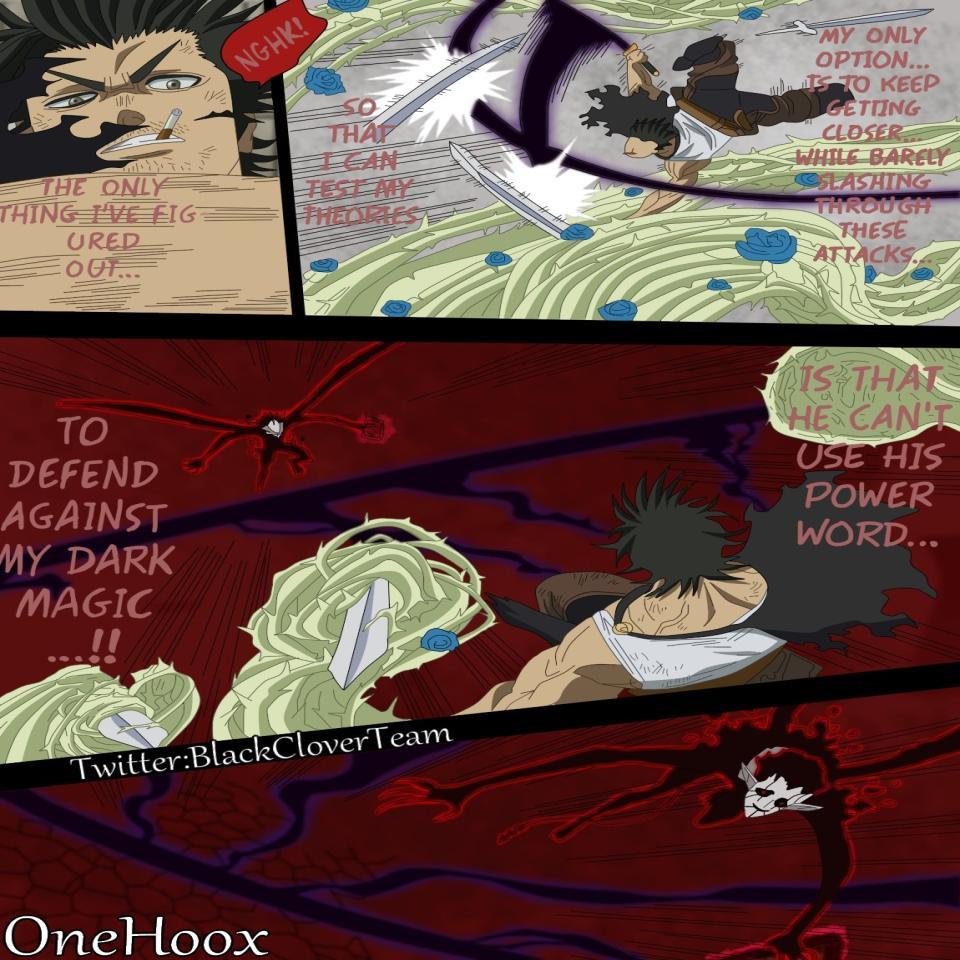 NGHK!
THE ONLY
THING I'VE FIG-
URED
OUT...
MY ONLY
OPTION...
IS TO KEEP
GETTING
CLOSER...
WHILE BARELY
SLASHING
THROUGH
THESE
ATTACKS...
SO
THAT
I CAN
TEST MY
THEORIES
IS THAT
HE CAN'T
USE HIS
POWER
WORD...
TO
DEFEND
AGAINST
MY DARK
MAGIC
...!!
Twitter:BlackCloverTeam
OneHoox